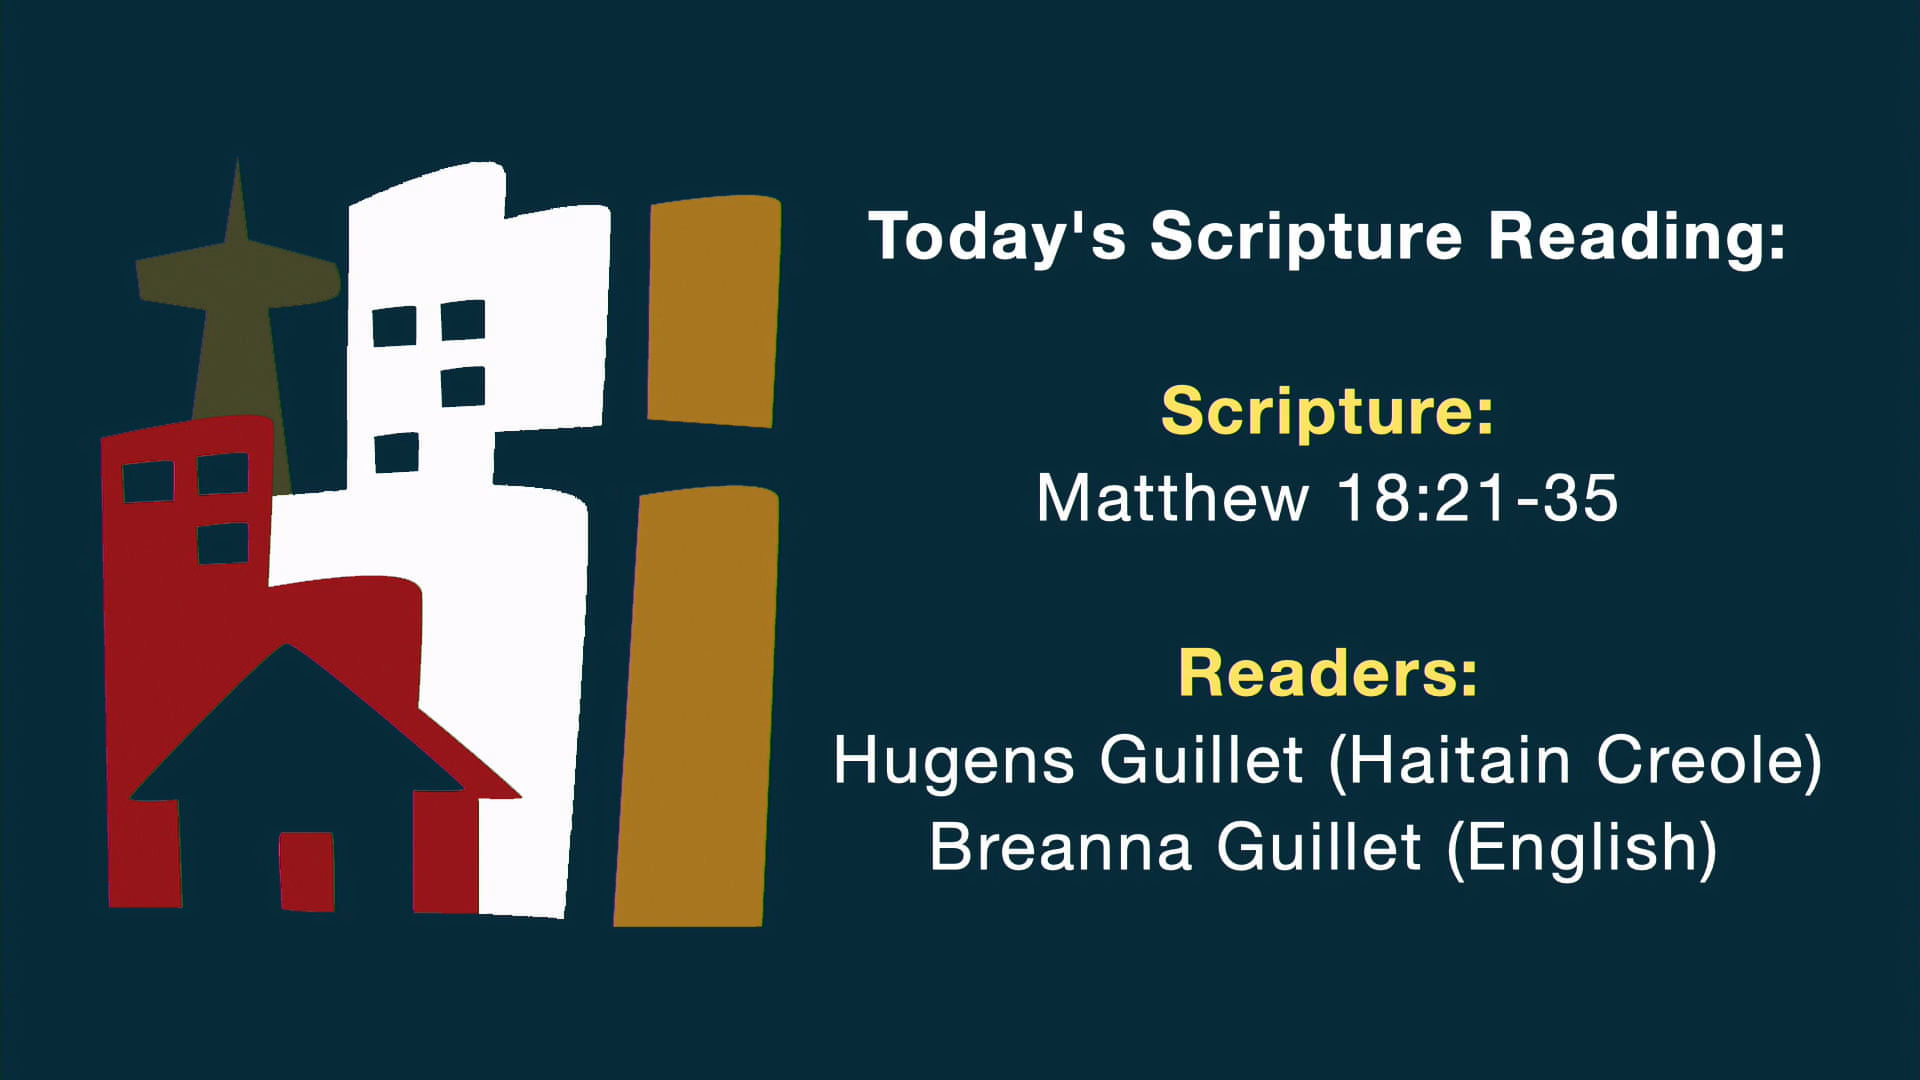 Today's Scripture Reading:
Scripture:
Matthew 18:21-35
Readers:
Hugens Guillet (Haitain Creole)
Breanna Guillet (English)